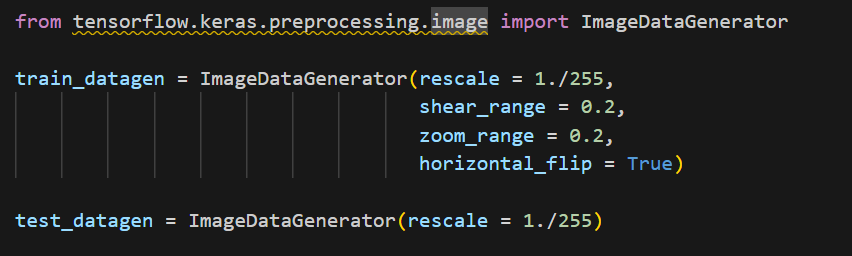 from tensorflow.keras.preprocessing.image import ImageDataGenerator
train_datagen = ImageDataGenerator(rescale = 1./255,
shear_range = 0.2,
zoom_range = 0.2,
horizontal_flip = True)
test_datagen = ImageDataGenerator(rescale = 1./255)